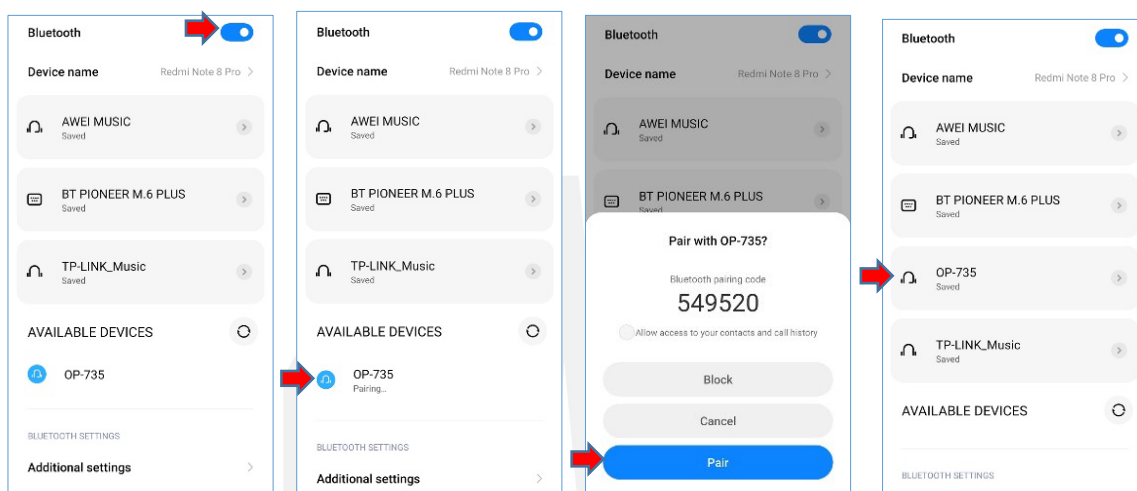 Bluetooth
Device name Redmi Note 8 Pro >
AWEI MUSIC
Saved
BT PIONEER M.6 PLUS
Saved
TP-LINK_Music
Saved
AVAILABLE DEVICES
OP-735
BLUETOOTH SETTINGS
Additional settings
Bluetooth
Device name Redmi Note 8 Pro >
AWEI MUSIC
Saved
BT PIONEER M.6 PLUS
Saved
TP-LINK_Music
Saved
AVAILABLE DEVICES
OP-735
Pairing...
BLUETOOTH SETTINGS
Additional settings
Bluetooth
Device name Redmi Note 8 Pro >
AWEI MUSIC
Saved
BT PIONEER M.6 PLUS
Saved
Pair with OP-735?
Bluetooth pairing code
549520
Allow access to your contacts and call history
Block
Cancel
Pair
Bluetooth
Device name Redmi Note 8 Pro >
AWEI MUSIC
Saved
BT PIONEER M.6 PLUS
Saved
OP-735
Saved
TP-LINK_Music
Saved
AVAILABLE DEVICES
BLUETOOTH SETTINGS